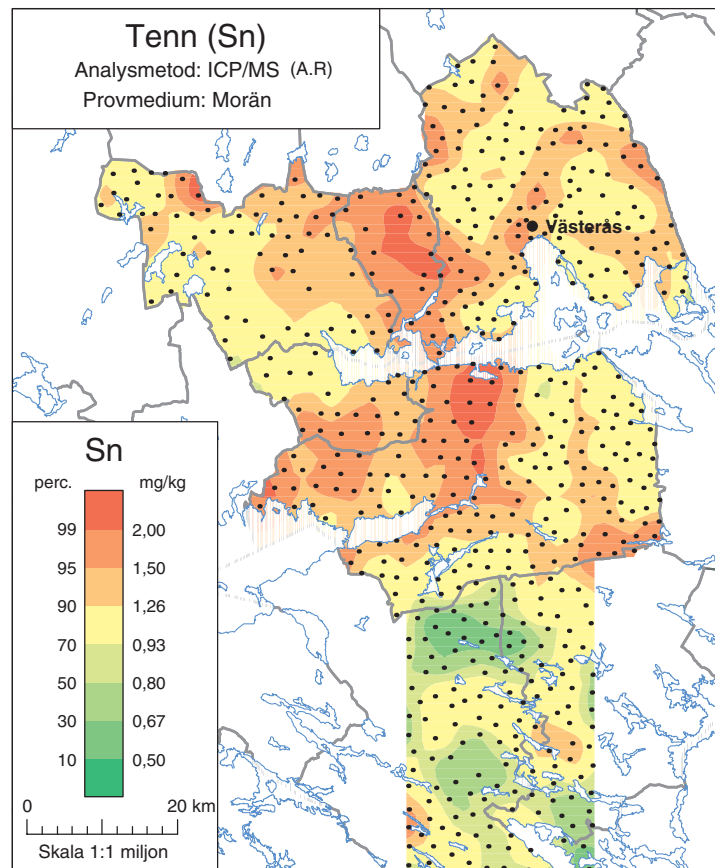 Tenn (Sn)
Analysmetod: ICP/MS (A.R)
Provmedium: Morän
Västerås
Sn
perc. mg/kg
99 2,00
95 1,50
90 1,26
70 0,93
50 0,80
30 0,67
10 0,50
0 20 km
Skala 1:1 miljon